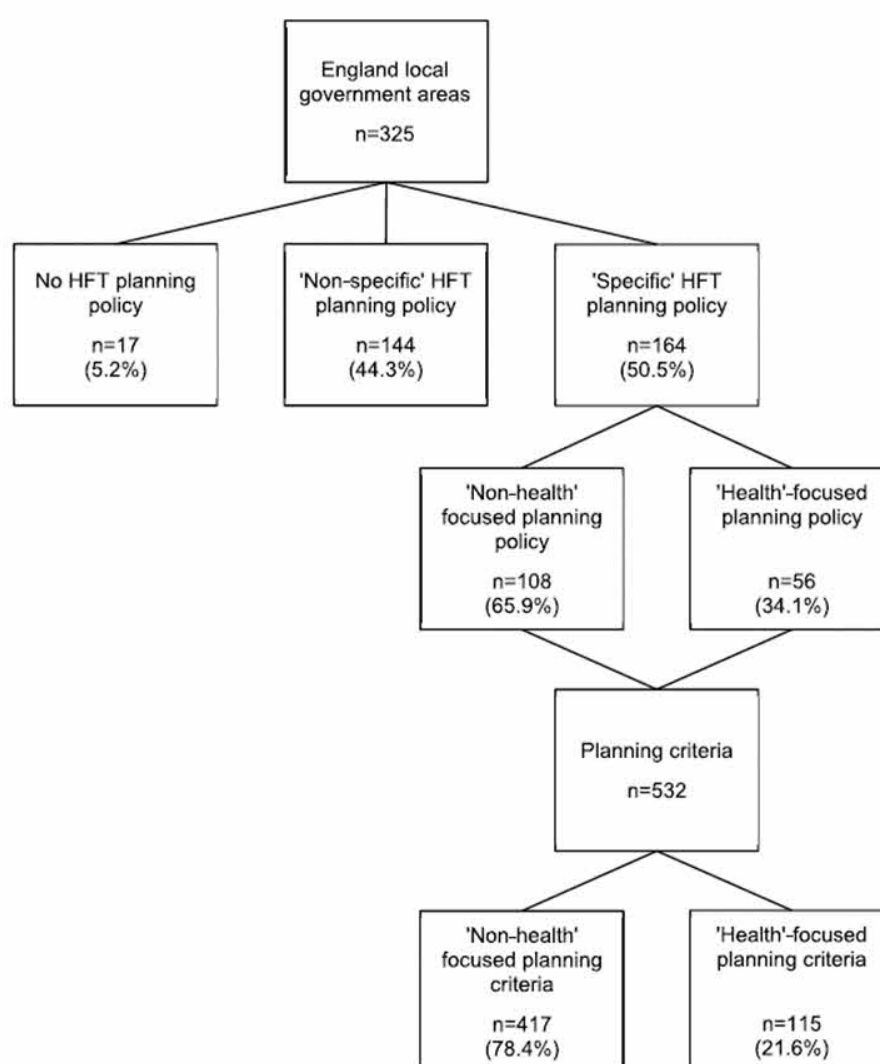 England local
government areas
n=325
No HFT planning
policy
n=17
(5.2%)
'Non-specific' HFT
planning policy
n=144
(44.3%)
'Specific' HFT
planning policy
n=164
(50.5%)
'Non-health'
focused planning
policy
n=108
(65.9%)
'Health'-focused
planning policy
n=56
(34.1%)
Planning criteria
n=532
'Non-health'
focused planning
criteria
n=417
(78.4%)
'Health'-focused
planning criteria
n=115
(21.6%)